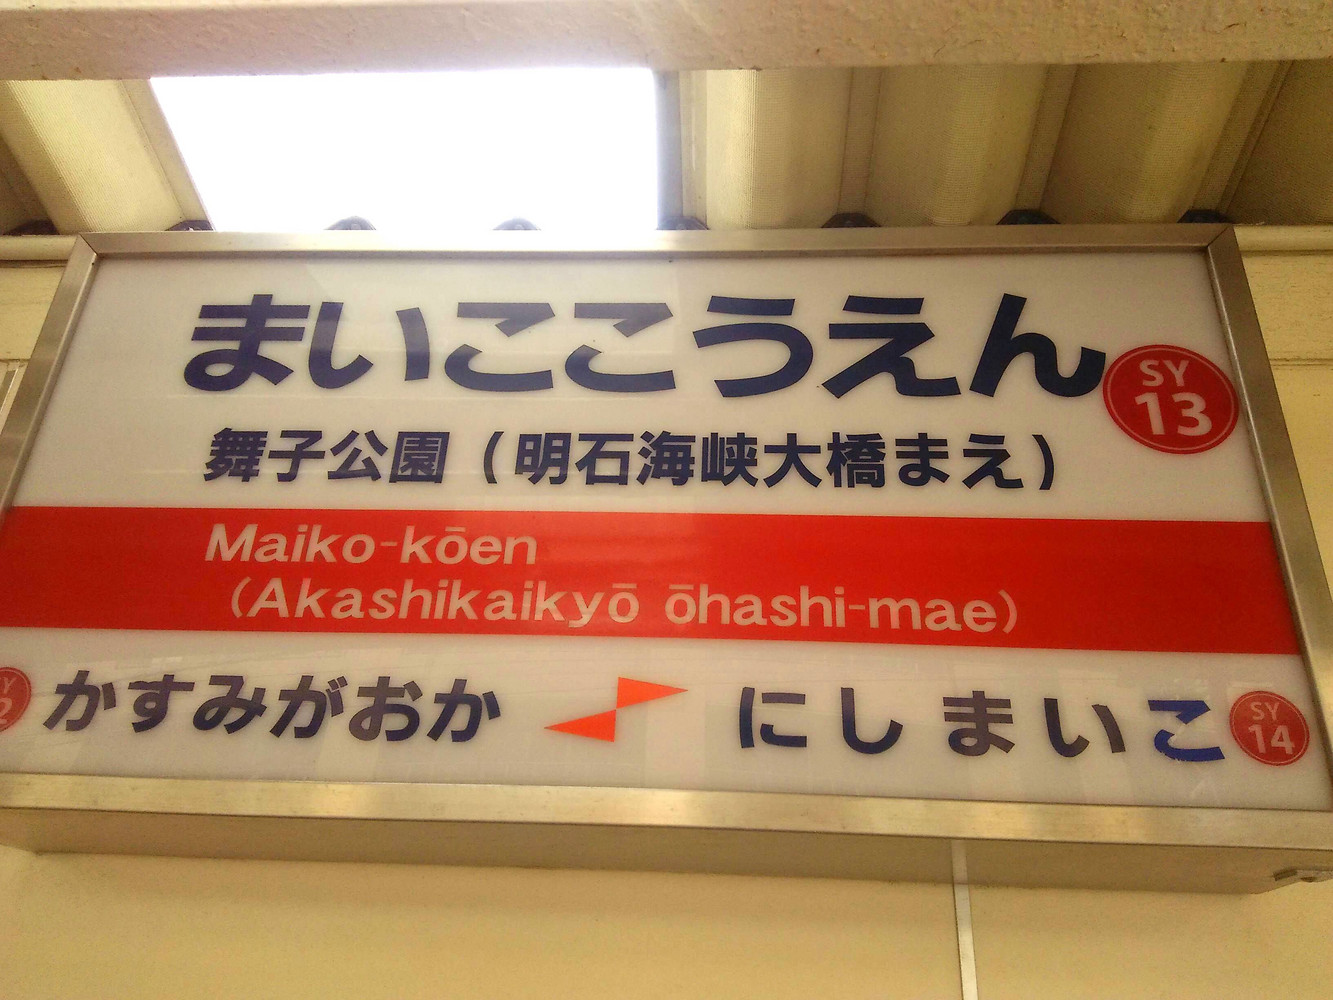 まいここうえん
SY
13
舞子公園（明石海峡大橋まえ）
Maiko-kōen
(Akashikaikyō ōhashi-mae)
かすみがおか
にしまいこ
SY
14